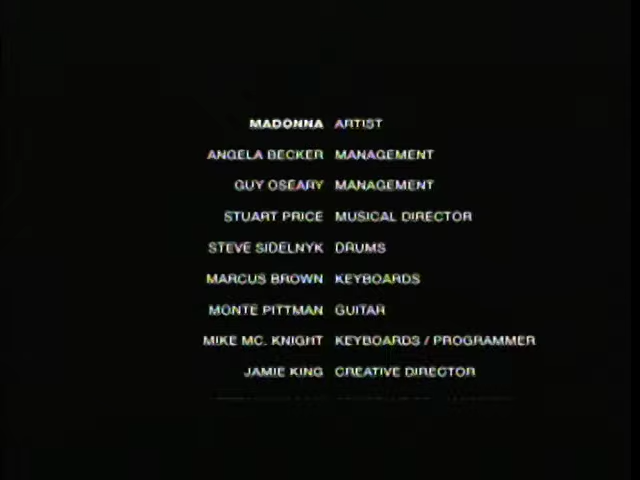 MADONNA ARTIST
ANGELA BECKER MANAGEMENT
GUY OSEARY MANAGEMENT
STUART PRICE MUSICAL DIRECTOR
STEVE SIDELNYK DRUMS
MARCUS BROWN KEYBOARDS
MONTE PITTMAN GUITAR
MIKE MC. KNIGHT KEYBOARDS / PROGRAMMER
JAMIE KING CREATIVE DIRECTOR